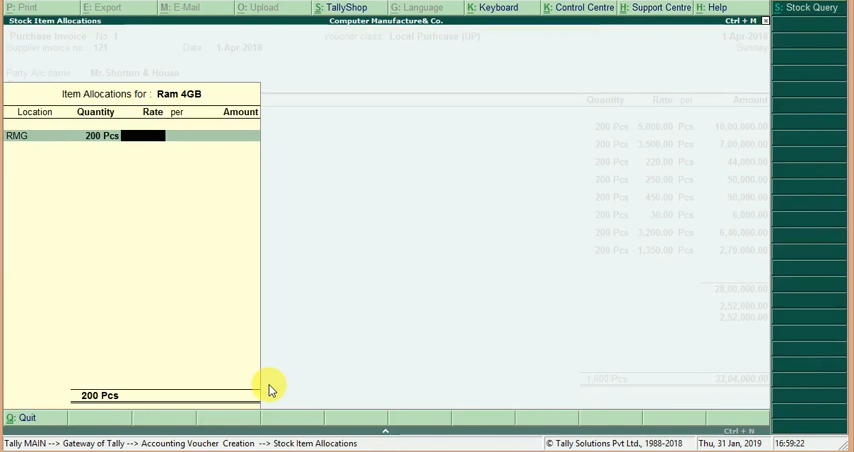 P: Print E: Export M: E-Mail O: Upload S: TallyShop G: Language K: Keyboard K: Control Centre H: Support Centre H: Help S: Stock Query
Stock Item Allocations Computer Manufacture& Co. Ctrl + M
Purchase Invoice No. 1 Voucher class: Local Purhcase (UP) 1-Apr-2018
Supplier invoice no. 121 Date 1-Apr-2018 Sunday
Party A/c name Mr.Shorton & House
Item Allocations for : Ram 4GB
Quantity Rate per Amount
Location Quantity Rate per Amount
200 Pcs 5,000.00 Pcs 10,00,000.00
RMG 200 Pcs
200 Pcs 3,500.00 Pcs 7,00,000.00
200 Pcs 220.00 Pcs 44,000.00
200 Pcs 250.00 Pcs 50,000.00
200 Pcs 450.00 Pcs 90,000.00
200 Pcs 30.00 Pcs 6,000.00
200 Pcs 3,200.00 Pcs 6,40,000.00
200 Pcs 1,350.00 Pcs 2,70,000.00
28,00,000.00
2,52,000.00
2,52,000.00
1,600 Pcs 33,04,000.00
200 Pcs
Q: Quit
Ctrl + N
Tally MAIN --> Gateway of Tally --> Accounting Voucher Creation --> Stock Item Allocations © Tally Solutions Pvt Ltd., 1988-2018 Thu, 31 Jan, 2019 16:59:22